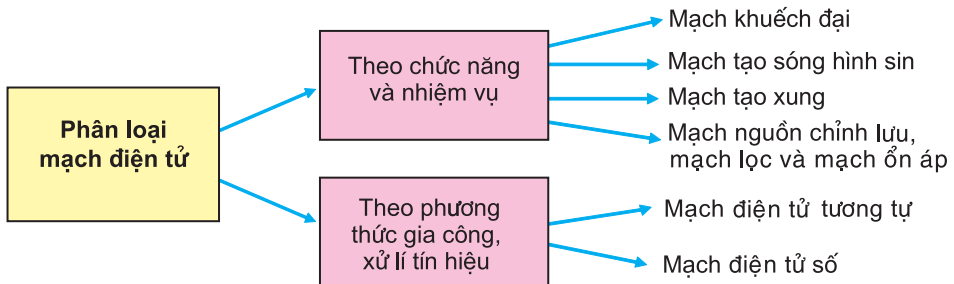 Phân loại
mạch điện tử
Theo chức năng
và nhiệm vụ
Mạch khuếch đại
Mạch tạo sóng hình sin
Mạch tạo xung
Mạch nguồn chỉnh lưu,
mạch lọc và mạch ổn áp
Theo phương
thức gia công,
xử lí tín hiệu
Mạch điện tử tương tự
Mạch điện tử số